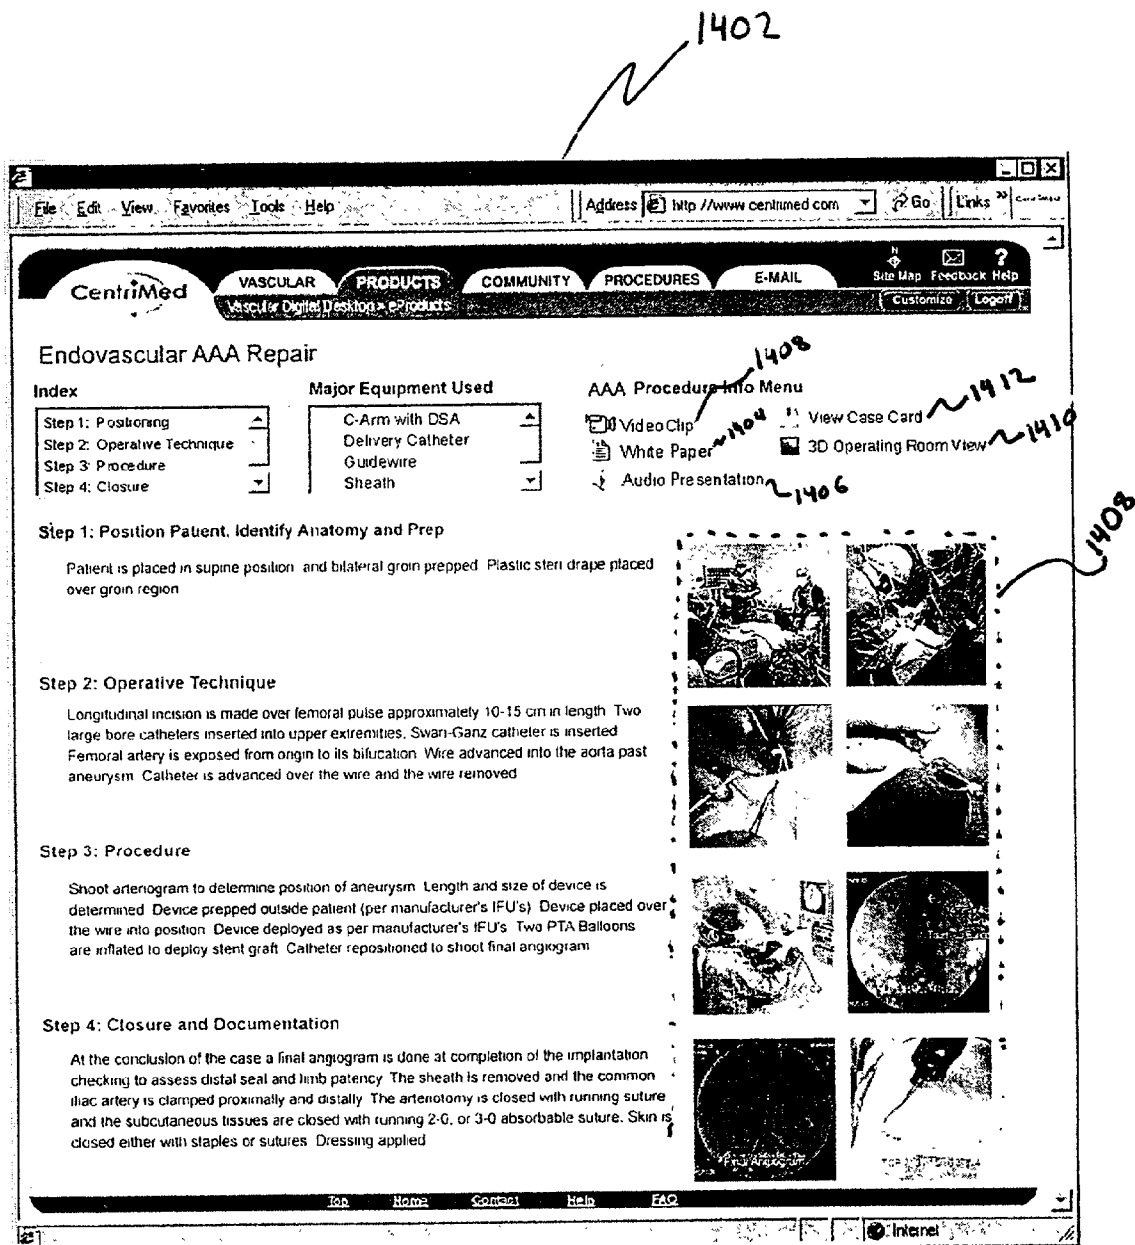 1402
File Edit View Favorites Tools Help Address http //www centrimed com Go Links »
CentriMed
VASCULAR PRODUCTS COMMUNITY PROCEDURES E-MAIL
N
Site Map Feedback ? Help
Vascular Digital Desktop > eProducts
Customize Logoff
Endovascular AAA Repair
1408
Index
Major Equipment Used
AAA Procedure Info Menu
Step 1: Positioning
Step 2: Operative Technique
Step 3: Procedure
Step 4: Closure
C-Arm with DSA
Delivery Catheter
Guidewire
Sheath
Video Clip
View Case Card 1412
White Paper 1404
3D Operating Room View 1410
Audio Presentation 1406
1408
Step 1: Position Patient, Identify Anatomy and Prep
Patient is placed in supine position and bilateral groin prepped Plastic steri drape placed
over groin region
Step 2: Operative Technique
Longitudinal incision is made over femoral pulse approximately 10-15 cm in length Two
large bore catheters inserted into upper extremities. Swan-Ganz catheter is inserted
Femoral artery is exposed from origin to its bifucation Wire advanced into the aorta past
aneurysm Catheter is advanced over the wire and the wire removed
Step 3: Procedure
Shoot arteriogram to determine position of aneurysm Length and size of device is
determined Device prepped outside patient (per manufacturer's IFU's) Device placed over
the wire into position Device deployed as per manufacturer's IFU's Two PTA Balloons
are inflated to deploy stent graft Catheter repositioned to shoot final angiogram
Step 4: Closure and Documentation
At the conclusion of the case a final angiogram is done at completion of the implantation
checking to assess distal seal and limb patency The sheath is removed and the common
iliac artery is clamped proximally and distally The arteriotomy is closed with running suture
and the subcutaneous tissues are closed with running 2-0, or 3-0 absorbable suture. Skin is
closed either with staples or sutures Dressing applied
Final Angiogram
Top Home Contact Help FAQ
Internet